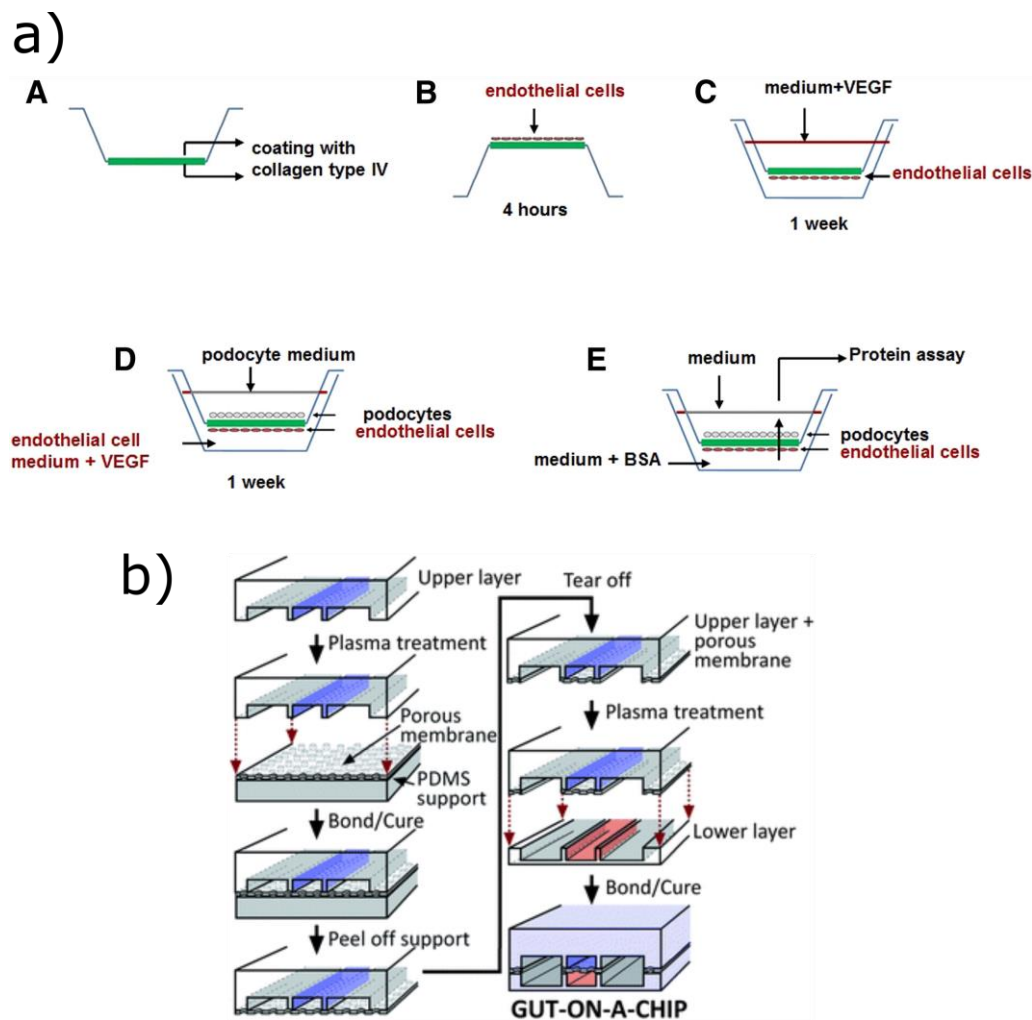 a)
A
coating with
collagen type IV
B
endothelial cells
4 hours
C
medium+VEGF
endothelial cells
1 week
D
podocyte medium
podocytes
endothelial cells
endothelial cell
medium + VEGF
1 week
E
medium
Protein assay
podocytes
endothelial cells
medium + BSA
b)
Upper layer
Plasma treatment
Porous
membrane
PDMS
support
Bond/Cure
Peel off support
Tear off
Upper layer +
porous
membrane
Plasma treatment
Lower layer
Bond/Cure
GUT-ON-A-CHIP